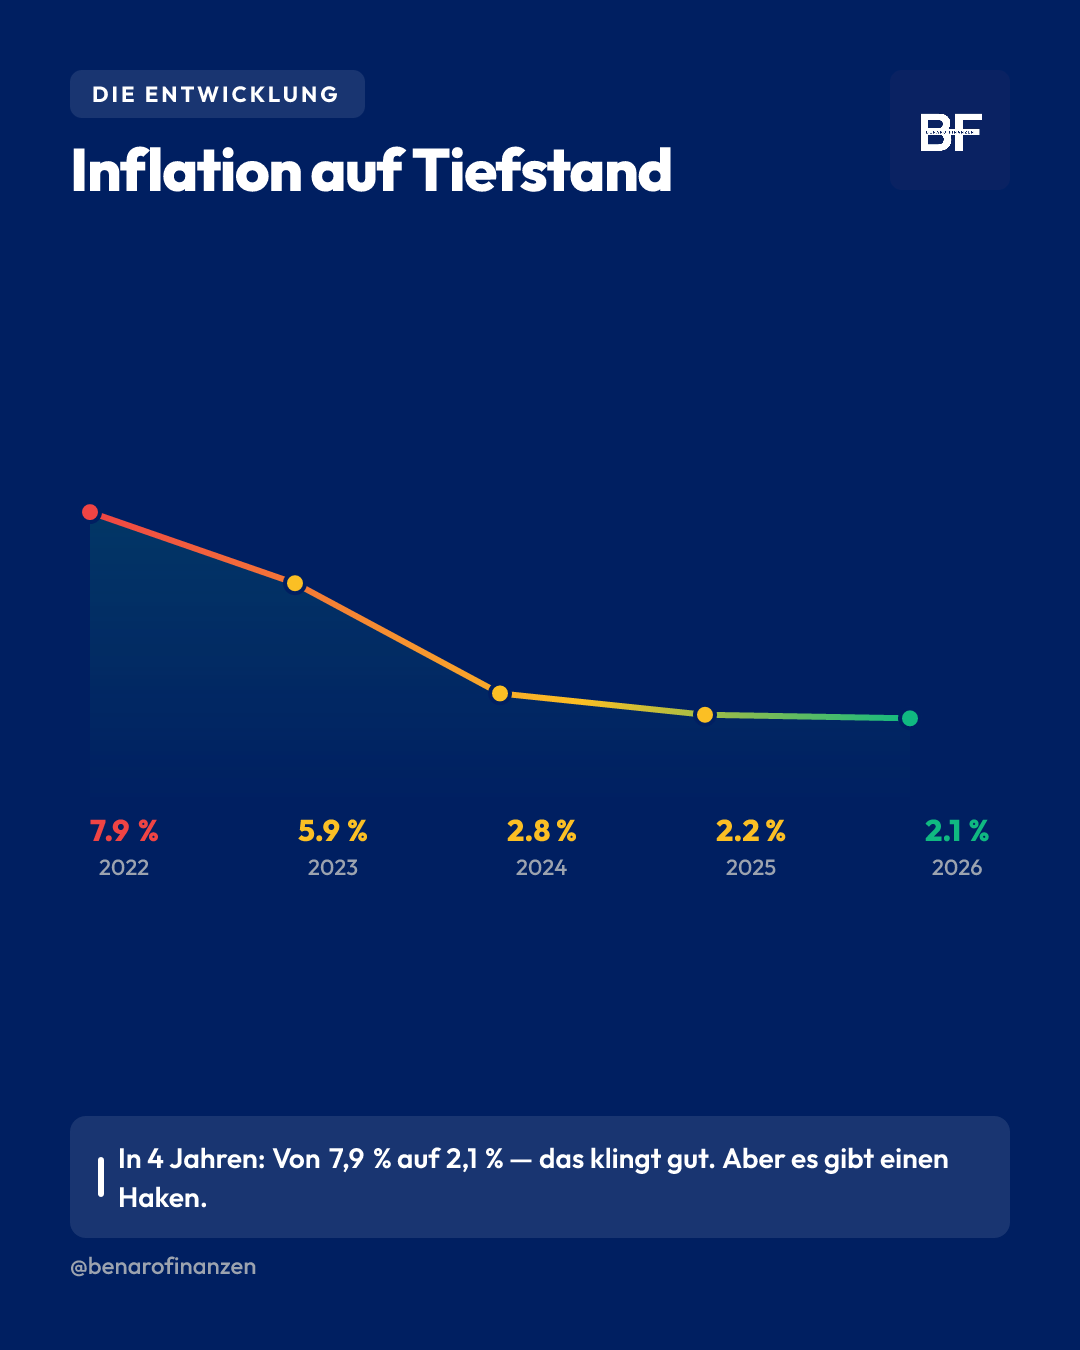 DIE ENTWICKLUNG
Inflation auf Tiefstand
BF
7.9 %
5.9 %
2.8 %
2.2 %
2.1 %
2022
2023
2024
2025
2026
In 4 Jahren: Von 7,9 % auf 2,1 % — das klingt gut. Aber es gibt einen
Haken.
@benarofinanzen